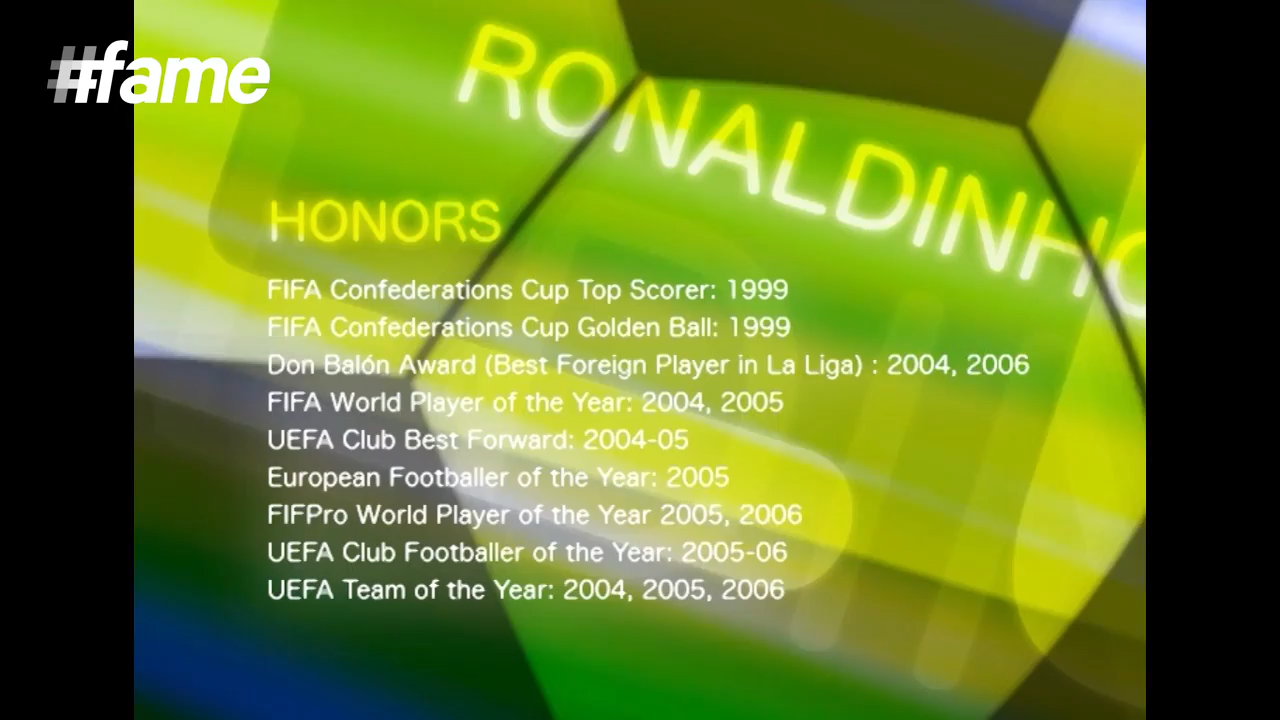 #fame
RONALDINHO
HONORS
FIFA Confederations Cup Top Scorer: 1999
FIFA Confederations Cup Golden Ball: 1999
Don Balón Award (Best Foreign Player in La Liga) : 2004, 2006
FIFA World Player of the Year: 2004, 2005
UEFA Club Best Forward: 2004-05
European Footballer of the Year: 2005
FIFPro World Player of the Year 2005, 2006
UEFA Club Footballer of the Year: 2005-06
UEFA Team of the Year: 2004, 2005, 2006